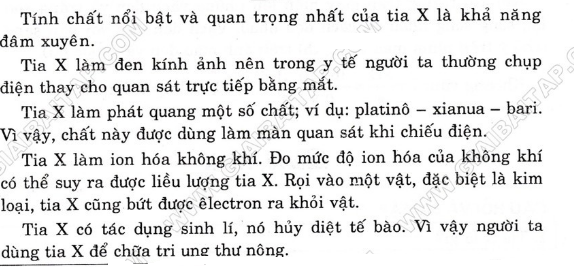 Tính chất nổi bật và quan trọng nhất của tia X là khả năng
đâm xuyên.
Tia X làm đen kính ảnh nên trong y tế người ta thường chụp
điện thay cho quan sát trực tiếp bằng mắt.
Tia X làm phát quang một số chất; ví dụ: platinô – xianua – bari.
Vì vậy, chất này được dùng làm màn quan sát khi chiếu điện.
Tia X làm ion hóa không khí. Đo mức độ ion hóa của không khí
có thể suy ra được liều lượng tia X. Rọi vào một vật, đặc biệt là kim
loại, tia X cũng bứt được êlectron ra khỏi vật.
Tia X có tác dụng sinh lí, nó hủy diệt tế bào. Vì vậy người ta
dùng tia X để chữa trị ung thư nông.